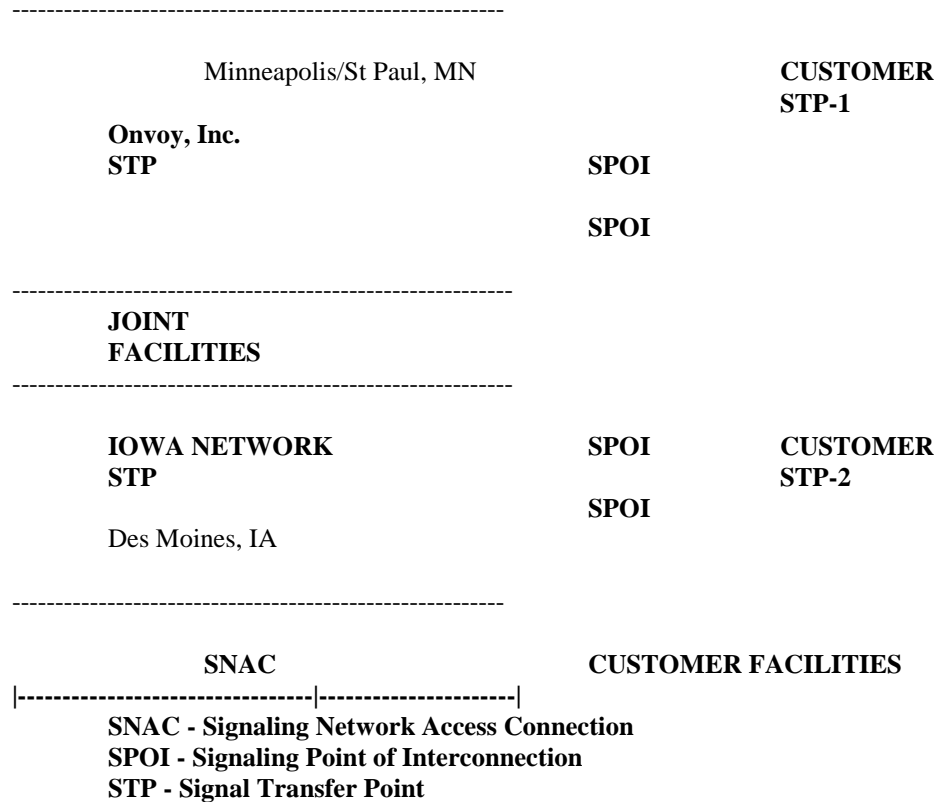 ---------------------------------------------------------
Minneapolis/St Paul, MN CUSTOMER
STP-1
Onvoy, Inc.
STP SPOI
SPOI
----------------------------------------------------------
JOINT
FACILITIES
----------------------------------------------------------
IOWA NETWORK SPOI CUSTOMER
STP STP-2
SPOI
Des Moines, IA
---------------------------------------------------------
SNAC CUSTOMER FACILITIES
|---------------------------------|----------------------|
SNAC - Signaling Network Access Connection
SPOI - Signaling Point of Interconnection
STP - Signal Transfer Point